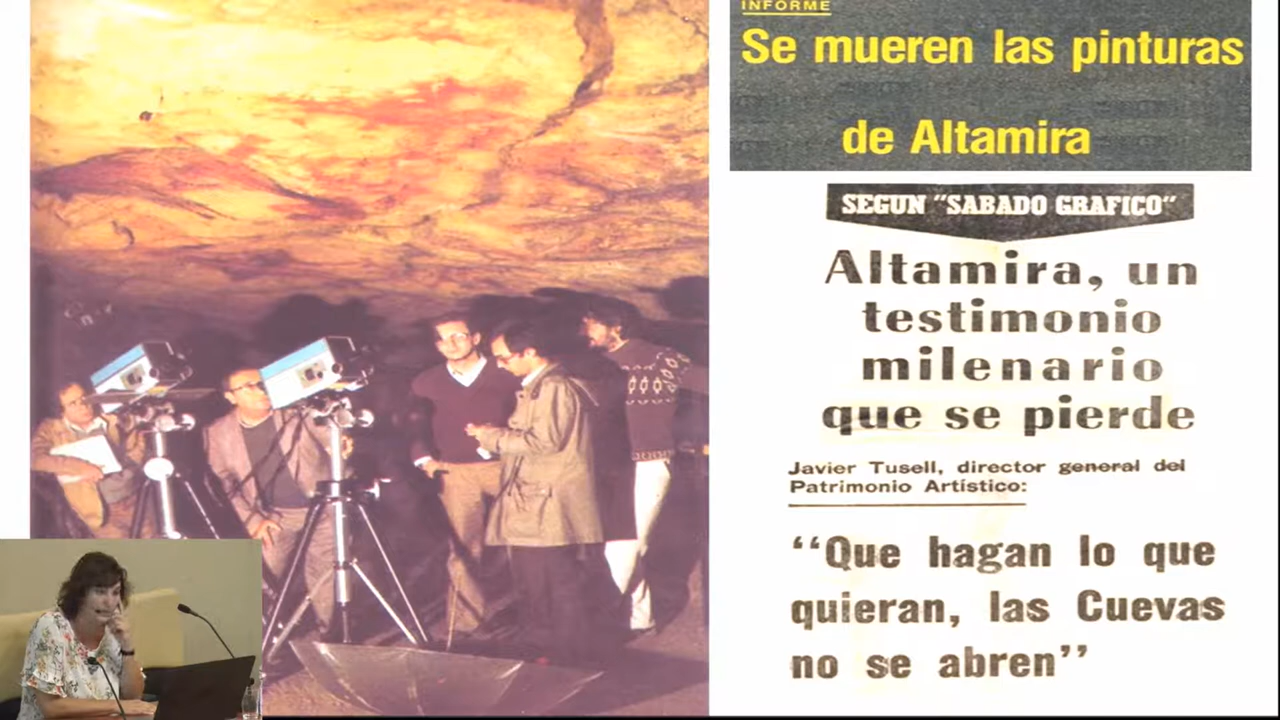 INFORME
Se mueren las pinturas
de Altamira
SEGUN "SABADO GRAFICO"
Altamira, un
testimonio
milenario
que se pierde
Javier Tusell, director general del
Patrimonio Artístico:
‘‘Que hagan lo que
quieran, las Cuevas
no se abren’’